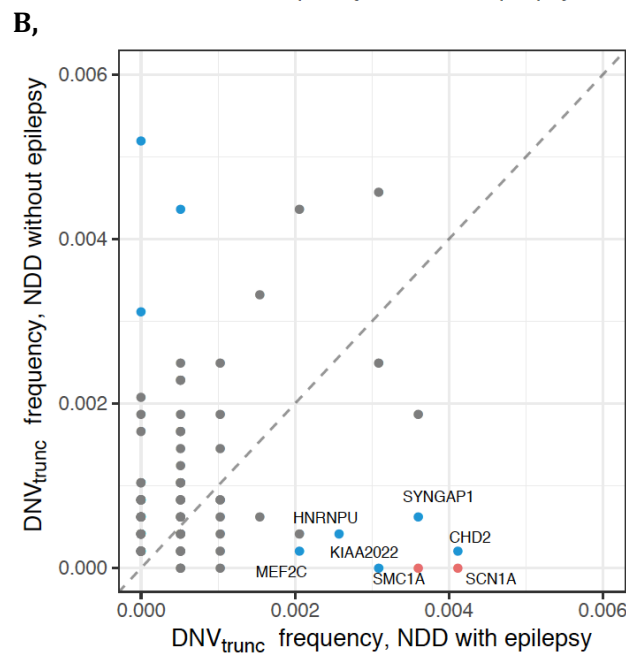 B,
DNVtrunc frequency, NDD without epilepsy
0.006
0.004
0.002
0.000
SYNGAP1
HNRNPU
CHD2
KIAA2022
MEF2C
SMC1A
SCN1A
0.000 0.002 0.004 0.006
DNVtrunc frequency, NDD with epilepsy